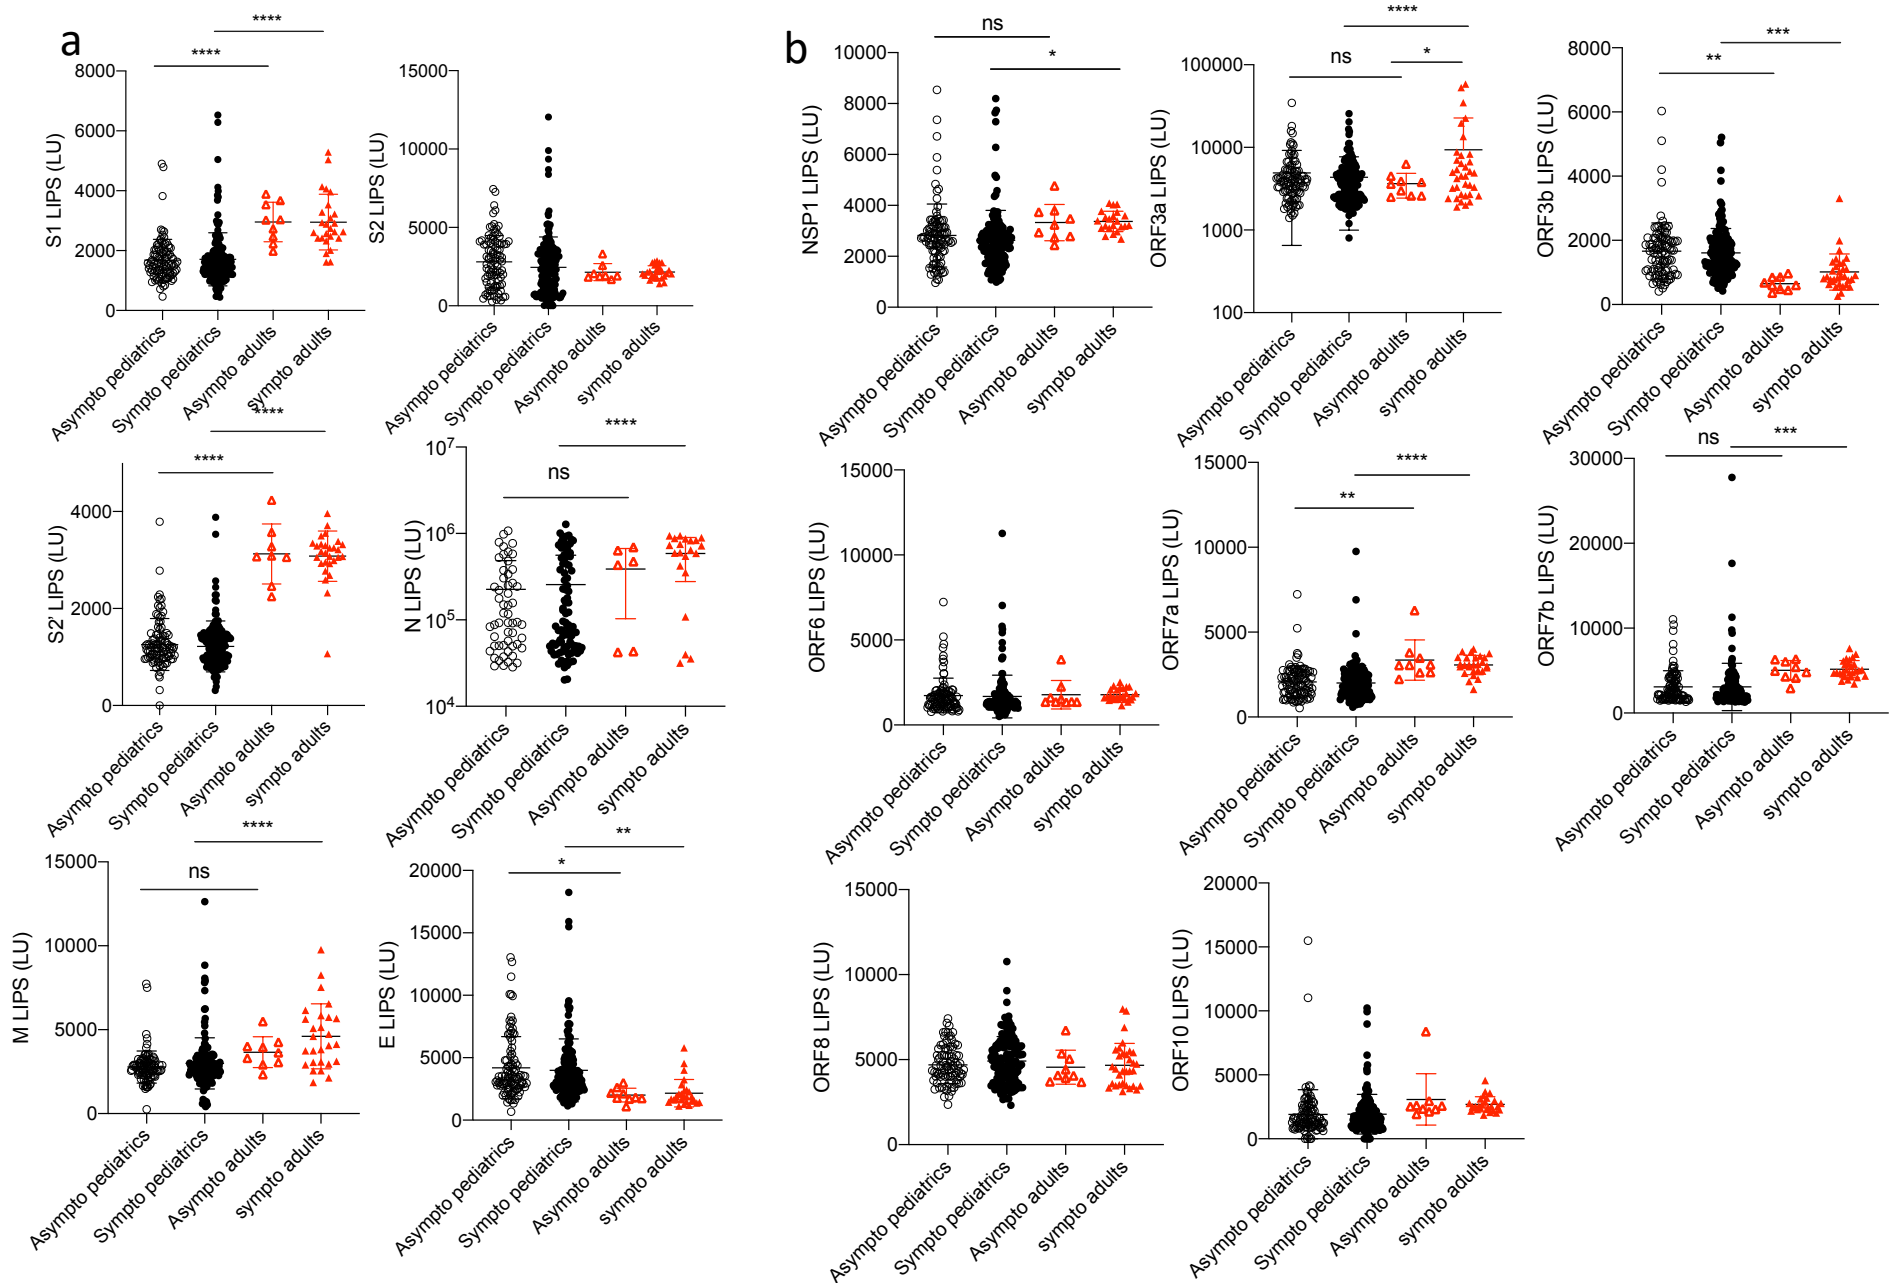 a
****
****
S1 LIPS (LU)
8000
6000
4000
2000
0
Asympto pediatrics
Sympto pediatrics
Asympto adults
sympto adults
S2 LIPS (LU)
15000
10000
5000
0
Asympto pediatrics
Sympto pediatrics
Asympto adults
sympto adults
****
****
S2' LIPS (LU)
4000
2000
0
Asympto pediatrics
Sympto pediatrics
Asympto adults
sympto adults
****
ns
N LIPS (LU)
10⁷
10⁶
10⁵
10⁴
Asympto pediatrics
Sympto pediatrics
Asympto adults
sympto adults
****
ns
M LIPS (LU)
15000
10000
5000
0
Asympto pediatrics
Sympto pediatrics
Asympto adults
sympto adults
**
*
E LIPS (LU)
20000
15000
10000
5000
0
Asympto pediatrics
Sympto pediatrics
Asympto adults
sympto adults
b
ns
*
NSP1 LIPS (LU)
10000
8000
6000
4000
2000
0
Asympto pediatrics
Sympto pediatrics
Asympto adults
sympto adults
****
ns
*
ORF3a LIPS (LU)
100000
10000
1000
100
Asympto pediatrics
Sympto pediatrics
Asympto adults
sympto adults
***
**
ORF3b LIPS (LU)
8000
6000
4000
2000
0
Asympto pediatrics
Sympto pediatrics
Asympto adults
sympto adults
ORF6 LIPS (LU)
15000
10000
5000
0
Asympto pediatrics
Sympto pediatrics
Asympto adults
sympto adults
****
**
ORF7a LIPS (LU)
15000
10000
5000
0
Asympto pediatrics
Sympto pediatrics
Asympto adults
sympto adults
ns
***
ORF7b LIPS (LU)
30000
20000
10000
0
Asympto pediatrics
Sympto pediatrics
Asympto adults
sympto adults
ORF8 LIPS (LU)
15000
10000
5000
0
Asympto pediatrics
Sympto pediatrics
Asympto adults
sympto adults
ORF10 LIPS (LU)
20000
15000
10000
5000
0
Asympto pediatrics
Sympto pediatrics
Asympto adults
sympto adults